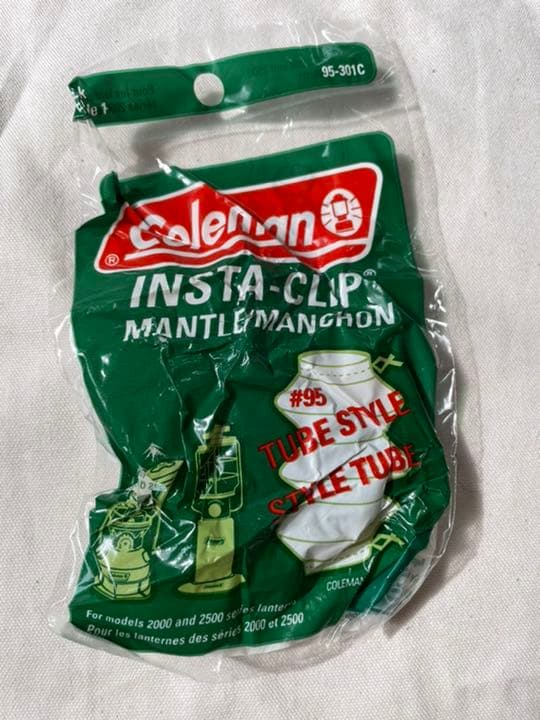 95-301C
Coleman
®
INSTA-CLIP®
MANTLE/MANCHON
#95
TUBE STYLE
STYLE TUBE
COLEMAN
For models 2000 and 2500 series lanterns
Pour les lanternes des séries 2000 et 2500